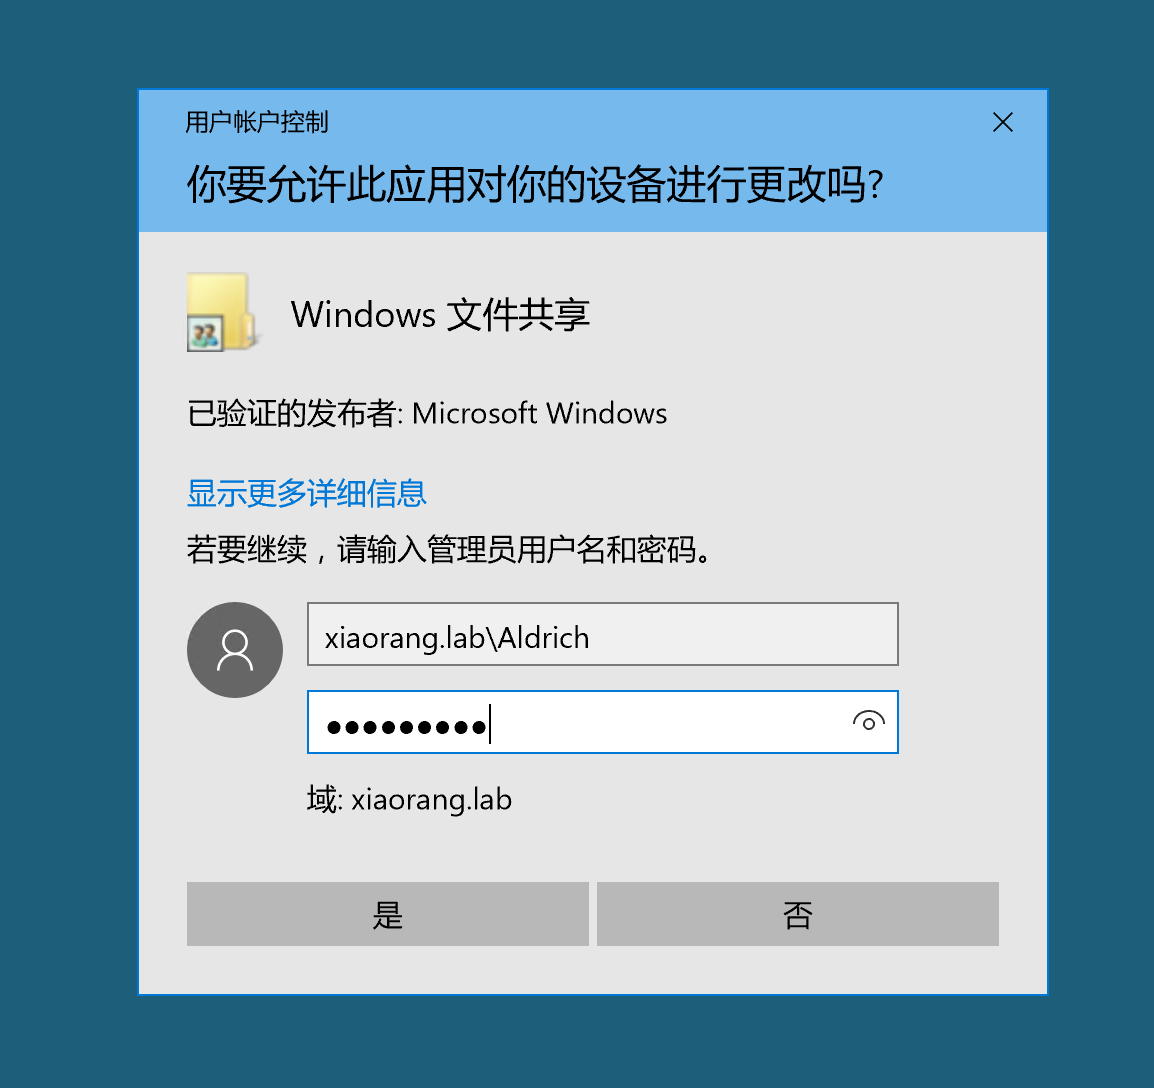 用户帐户控制
你要允许此应用对你的设备进行更改吗?
Windows 文件共享
已验证的发布者: Microsoft Windows
显示更多详细信息
若要继续，请输入管理员用户名和密码。
xiaorang.lab\Aldrich
●●●●●●●●●
域: xiaorang.lab
是
否